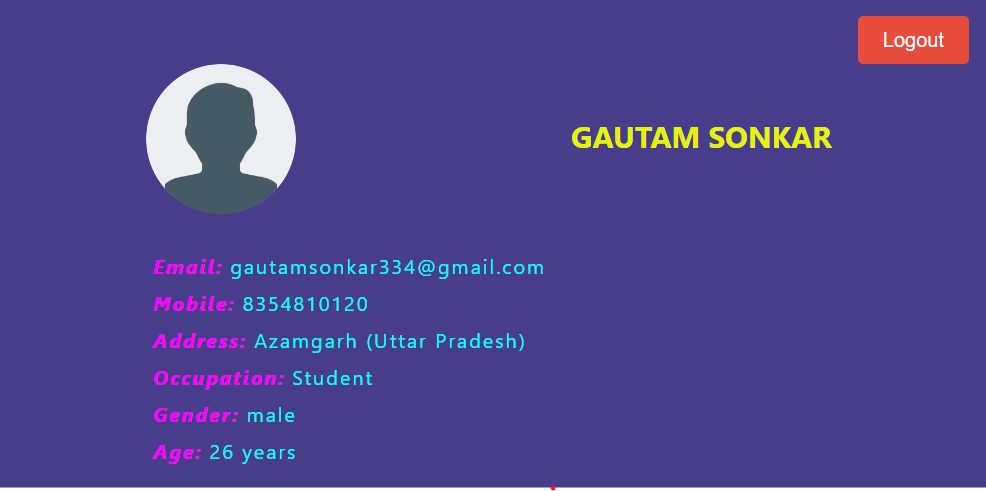 Logout
GAUTAM SONKAR
Email: gautamsonkar334@gmail.com
Mobile: 8354810120
Address: Azamgarh (Uttar Pradesh)
Occupation: Student
Gender: male
Age: 26 years